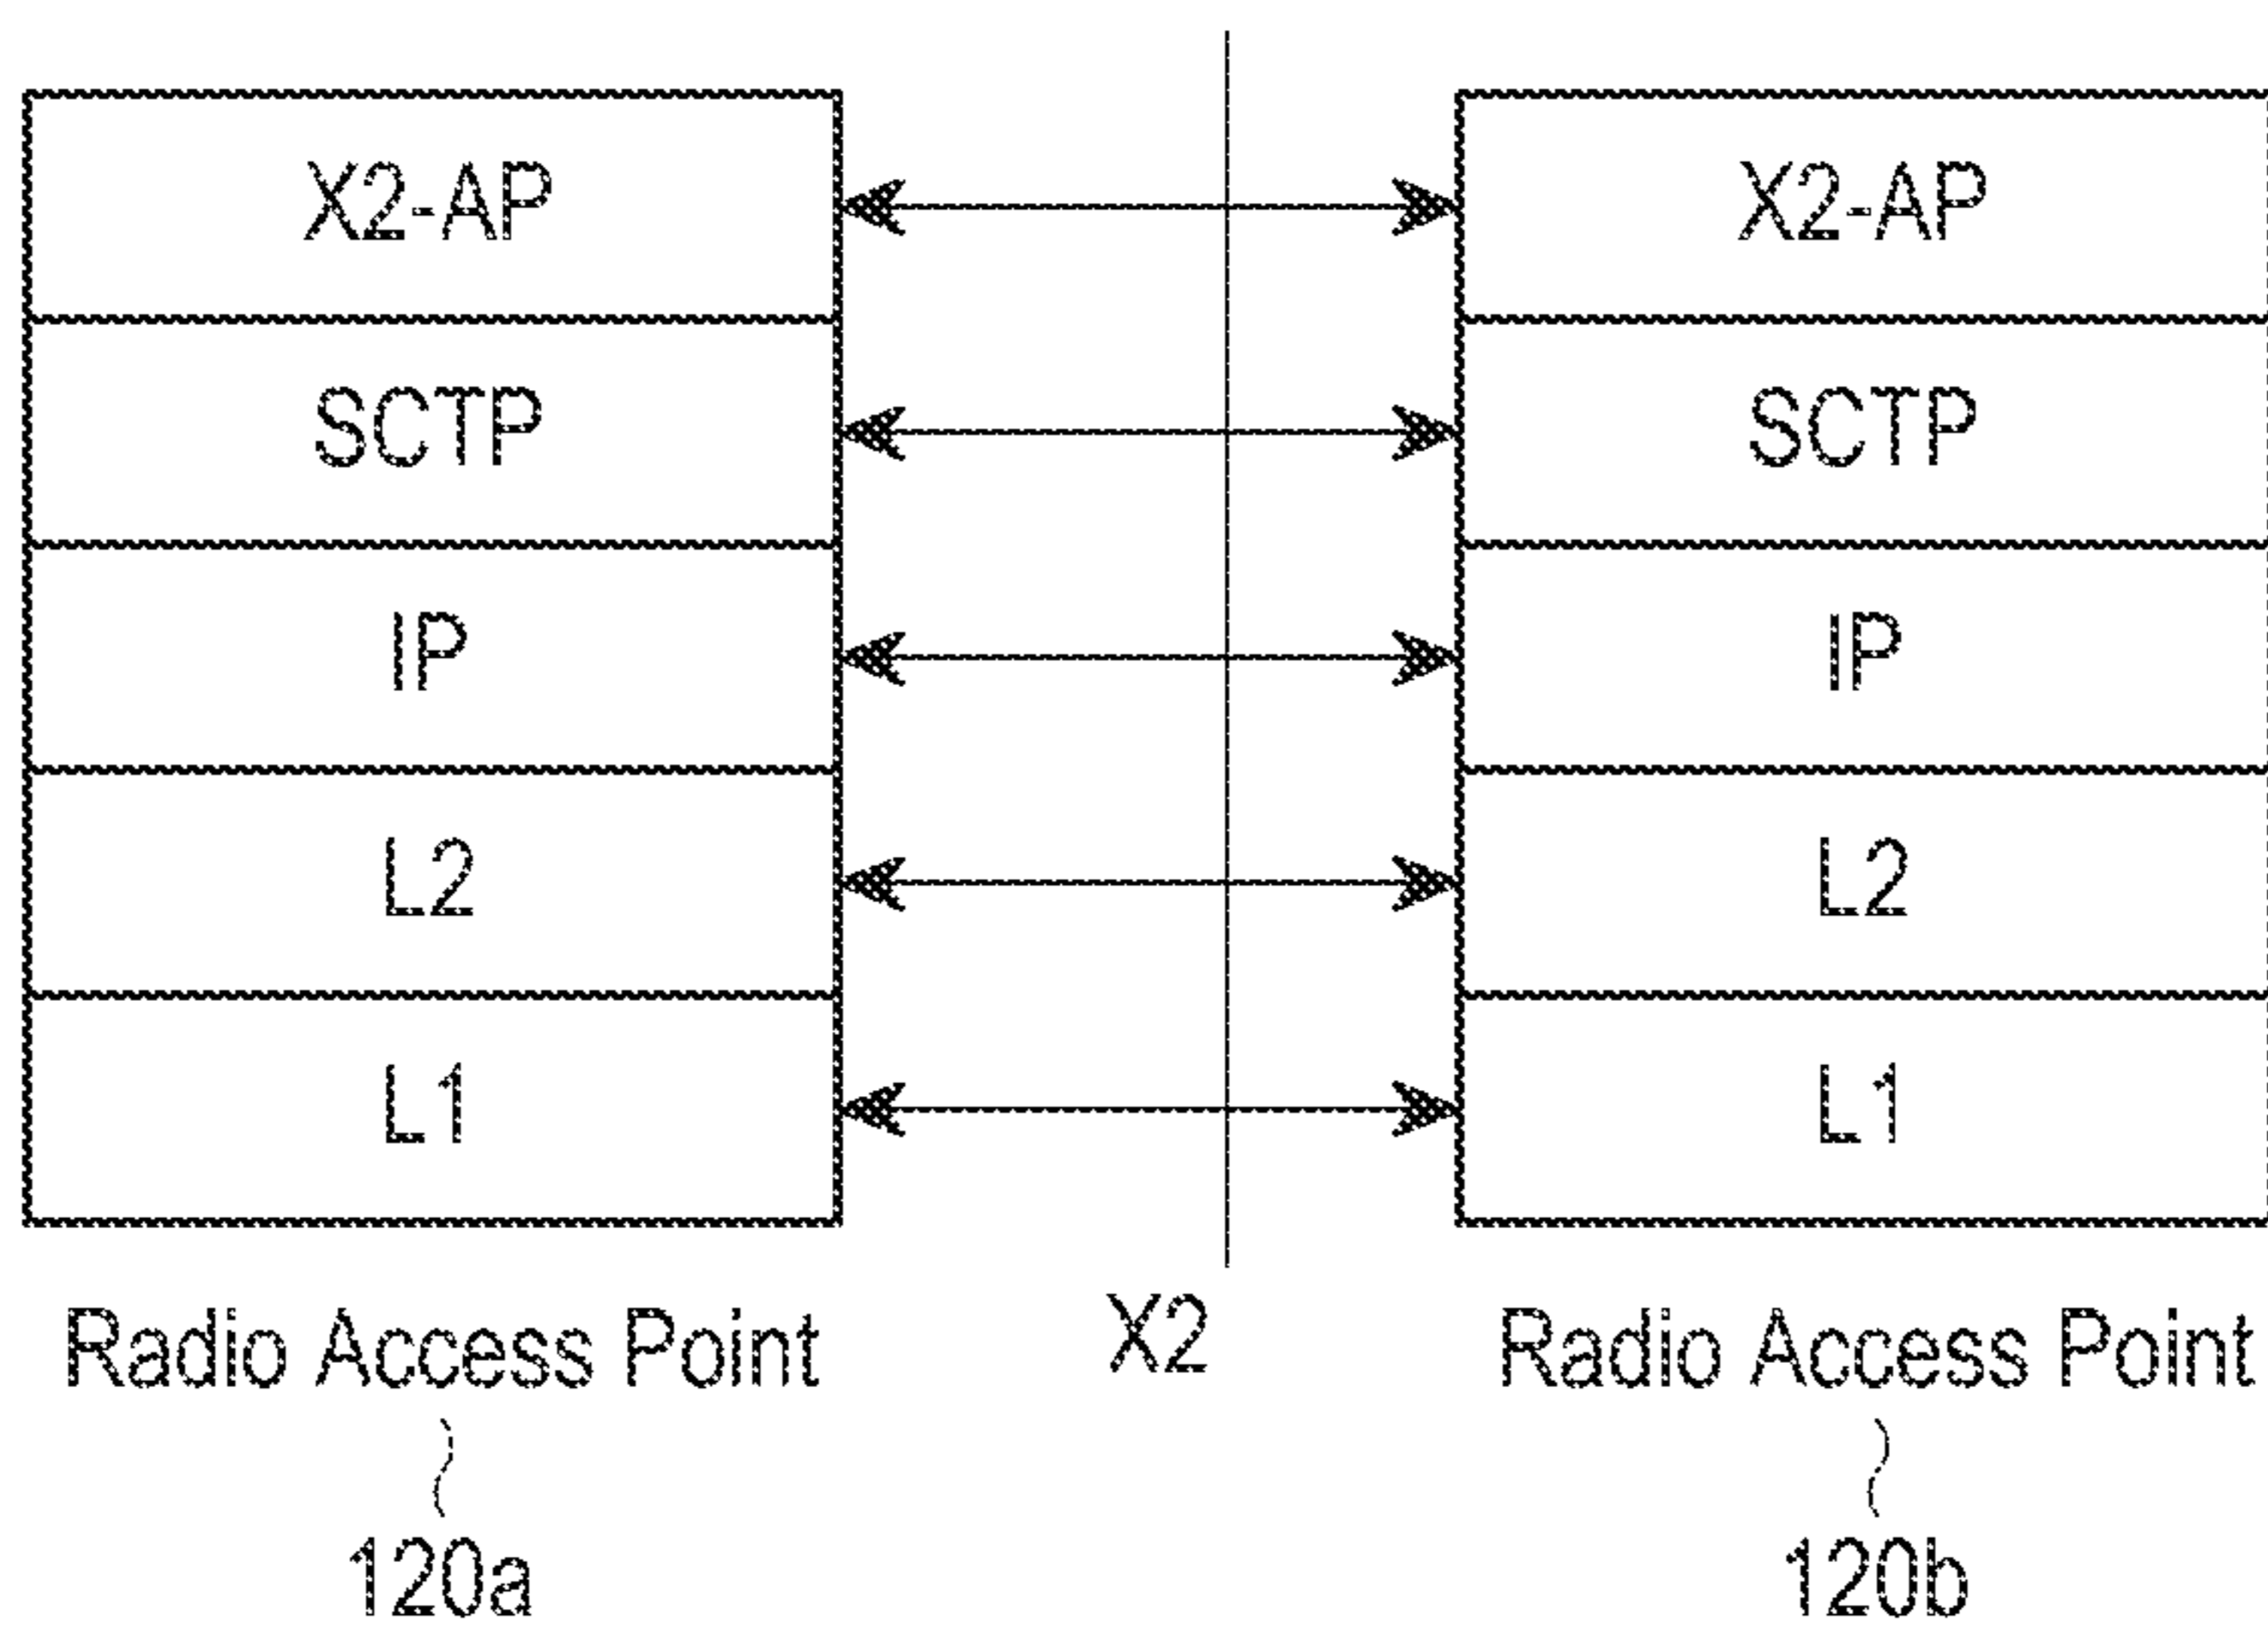 X2-AP X2-AP
SCTP SCTP
IP IP
L2 L2
L1 L1
Radio Access Point X2 Radio Access Point
120a 120b